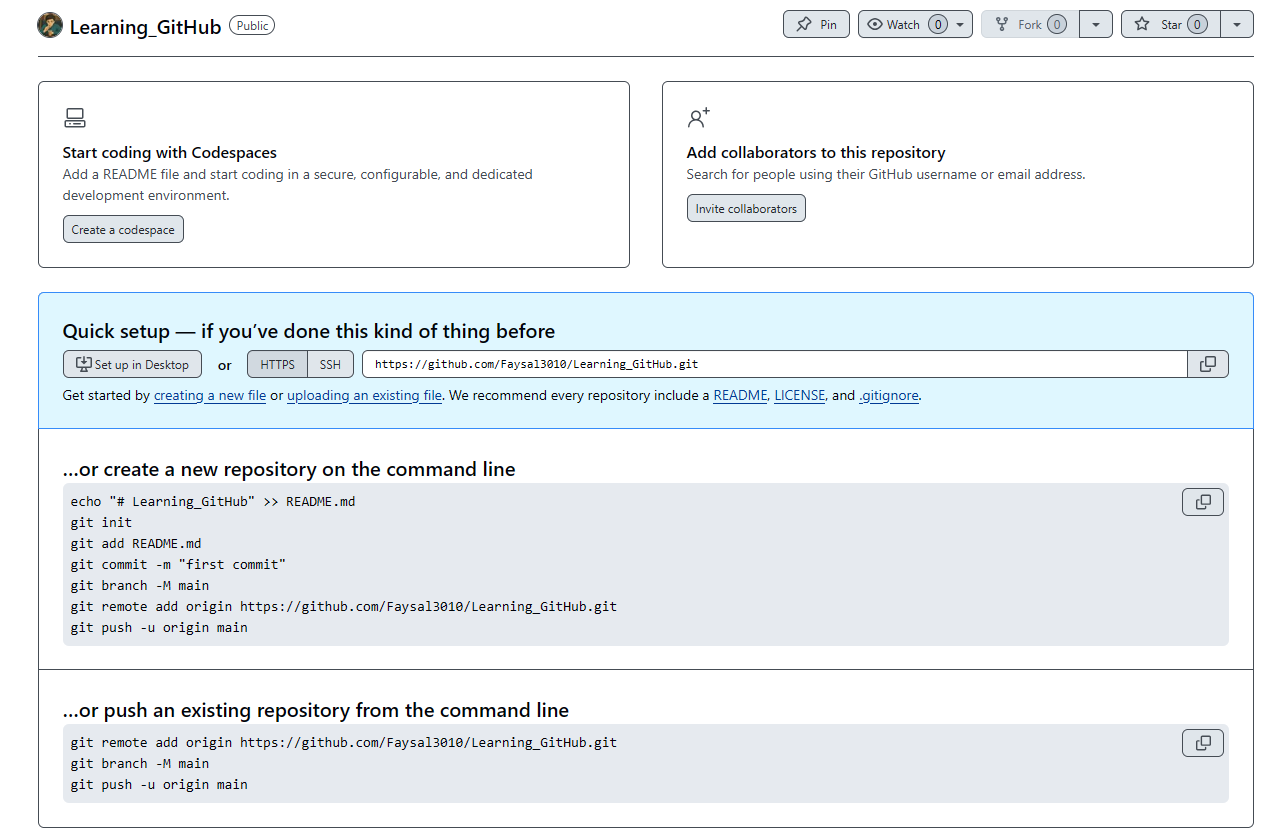 Learning_GitHub Public Pin Watch 0 Fork 0 Star 0
Start coding with Codespaces
Add a README file and start coding in a secure, configurable, and dedicated
development environment.
Create a codespace
Add collaborators to this repository
Search for people using their GitHub username or email address.
Invite collaborators
Quick setup — if you’ve done this kind of thing before
Set up in Desktop or HTTPS SSH https://github.com/Faysal3010/Learning_GitHub.git
Get started by creating a new file or uploading an existing file. We recommend every repository include a README, LICENSE, and .gitignore.
…or create a new repository on the command line
echo "# Learning_GitHub" >> README.md
git init
git add README.md
git commit -m "first commit"
git branch -M main
git remote add origin https://github.com/Faysal3010/Learning_GitHub.git
git push -u origin main
…or push an existing repository from the command line
git remote add origin https://github.com/Faysal3010/Learning_GitHub.git
git branch -M main
git push -u origin main